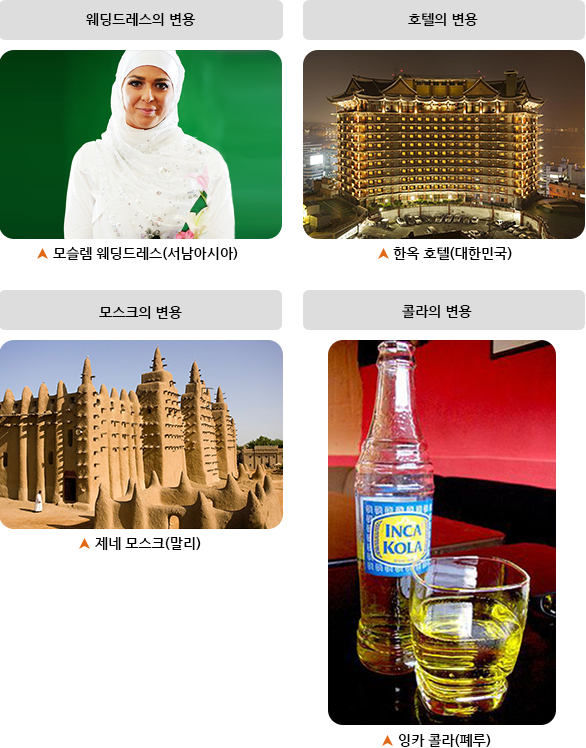 웨딩드레스의 변용
호텔의 변용
모슬렘 웨딩드레스(서남아시아)
한옥 호텔(대한민국)
모스크의 변용
콜라의 변용
제네 모스크(말리)
INCA
KOLA
잉카 콜라(페루)